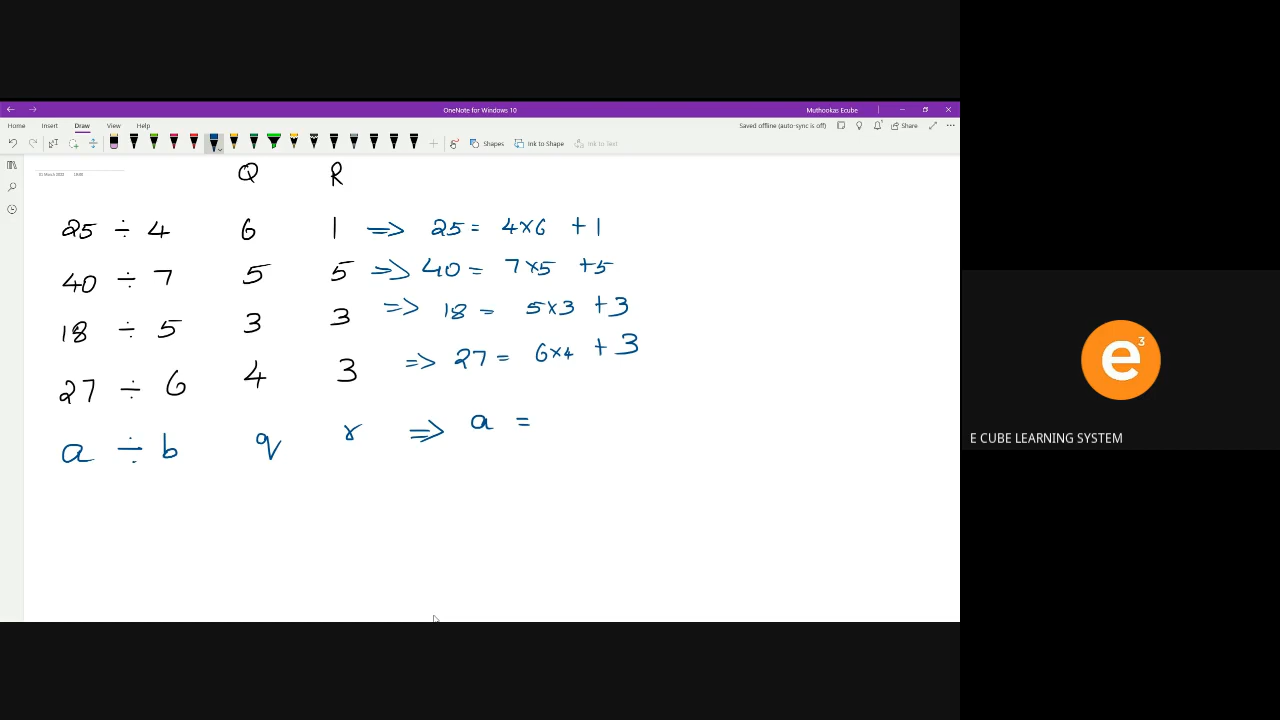 OneNote for Windows 10
Muthookas Ecube
Home Insert Draw View Help
Saved offline (auto-sync is off)
Share
Shapes
Ink to Shape
Ink to Text
Q R
25 ÷ 4 6 1 => 25 = 4×6 + 1
40 ÷ 7 5 5 => 40 = 7×5 +5
18 ÷ 5 3 3 => 18 = 5×3 + 3
27 ÷ 6 4 3 => 27 = 6×4 + 3
a ÷ b q r => a =
e3
E CUBE LEARNING SYSTEM